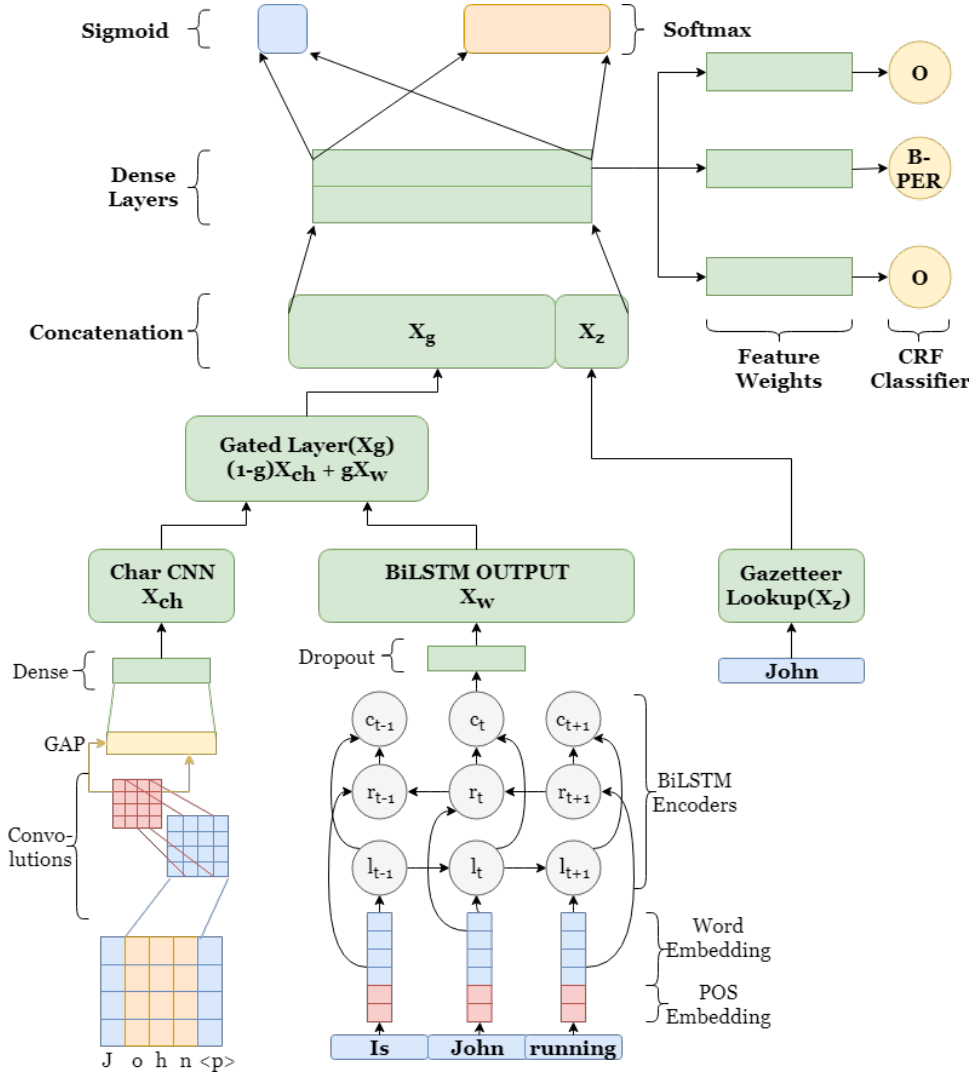 Sigmoid
Softmax
O
Dense
Layers
B-
PER
O
Concatenation
Xg
Xz
Feature
Weights
CRF
Classifier
Gated Layer(Xg)
(1-g)Xch + gXw
Char CNN
Xch
BiLSTM OUTPUT
Xw
Gazetteer
Lookup(Xz)
Dense
Dropout
John
GAP
ct-1
ct
ct+1
rt-1
rt
rt+1
BiLSTM
Encoders
Convo-
lutions
lt-1
lt
lt+1
Word
Embedding
POS
Embedding
Is
John
running
J o h n <p>